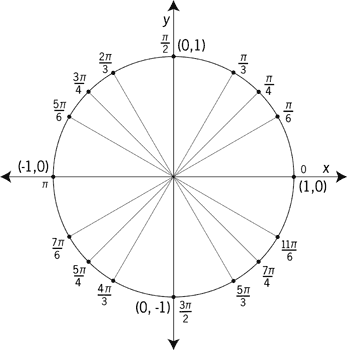 y
π/2 (0,1)
2π/3 π/3
3π/4 π/4
5π/6 π/6
(-1,0) 0 x
π (1,0)
7π/6 11π/6
5π/4 7π/4
4π/3 5π/3
(0, -1) 3π/2